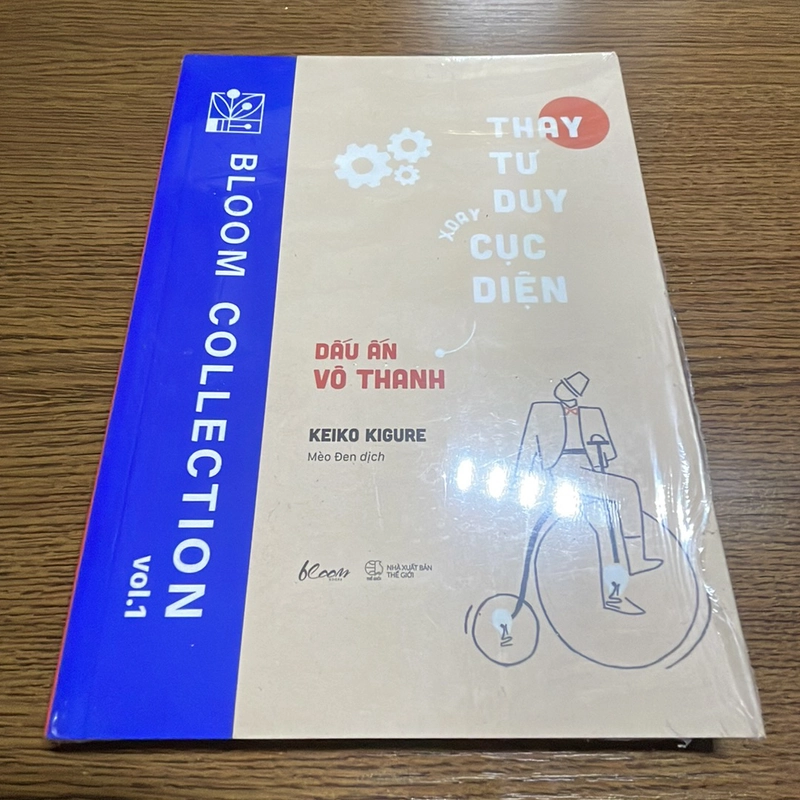 BLOOM COLLECTION
vol.1
THAY
TƯ
DUY
XOAY
CỤC
DIỆN
DẤU ẤN
VÔ THANH
KEIKO KIGURE
Mèo Đen dịch
bloom
NHÀ XUẤT BẢN
THẾ GIỚI